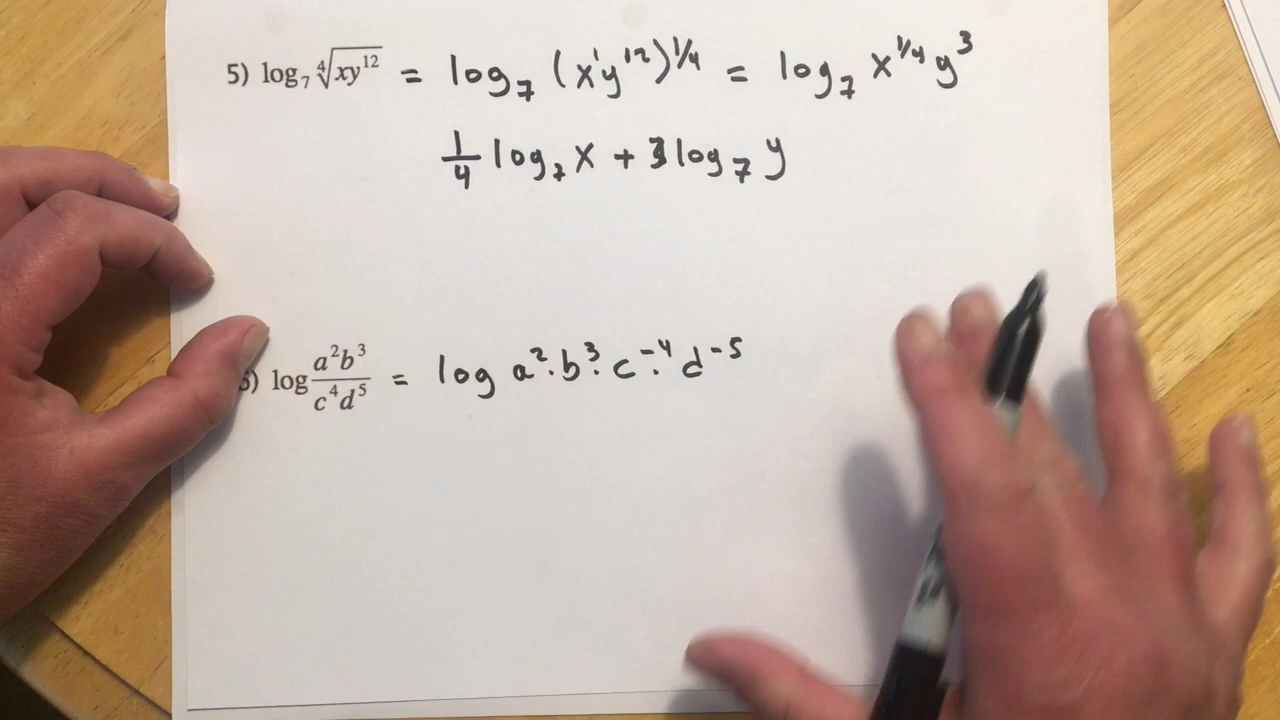 5) log₇ ∜(xy¹²) = log₇ (x¹y¹²)^1/4 = log₇ x^1/4 y³
1/4 log₇ x + 3 log₇ y
6) log a²b³/c⁴d⁵ = log a²·b³·c⁻⁴·d⁻⁵